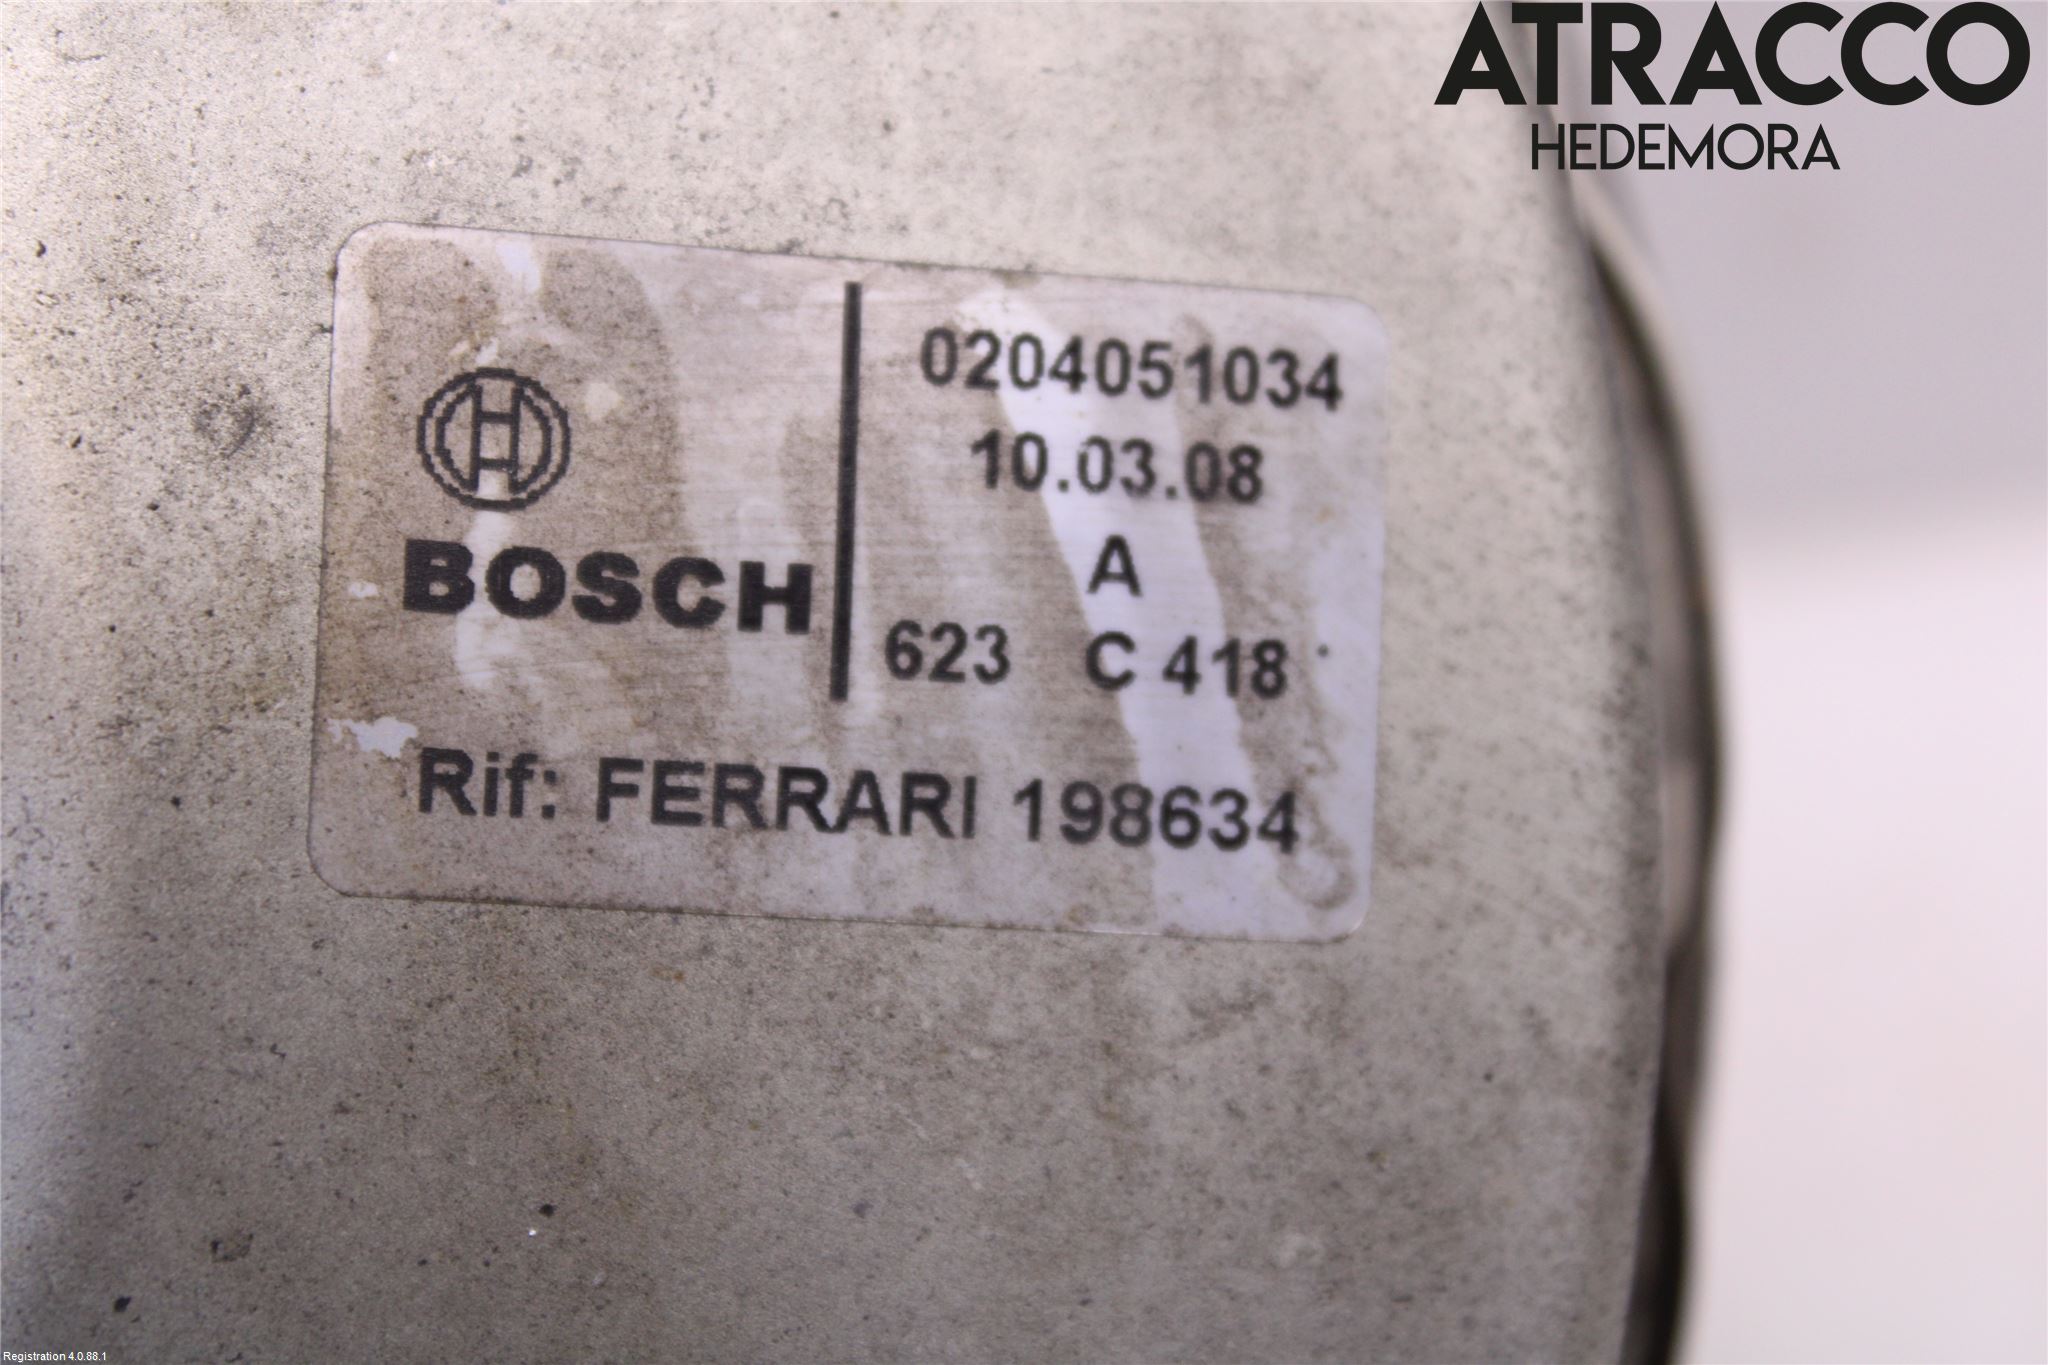 ATRACCO
HEDEMORA
0204051034
10.03.08
A
BOSCH
623 C 418
Rif: FERRARI 198634
Registration 4.0.88.1